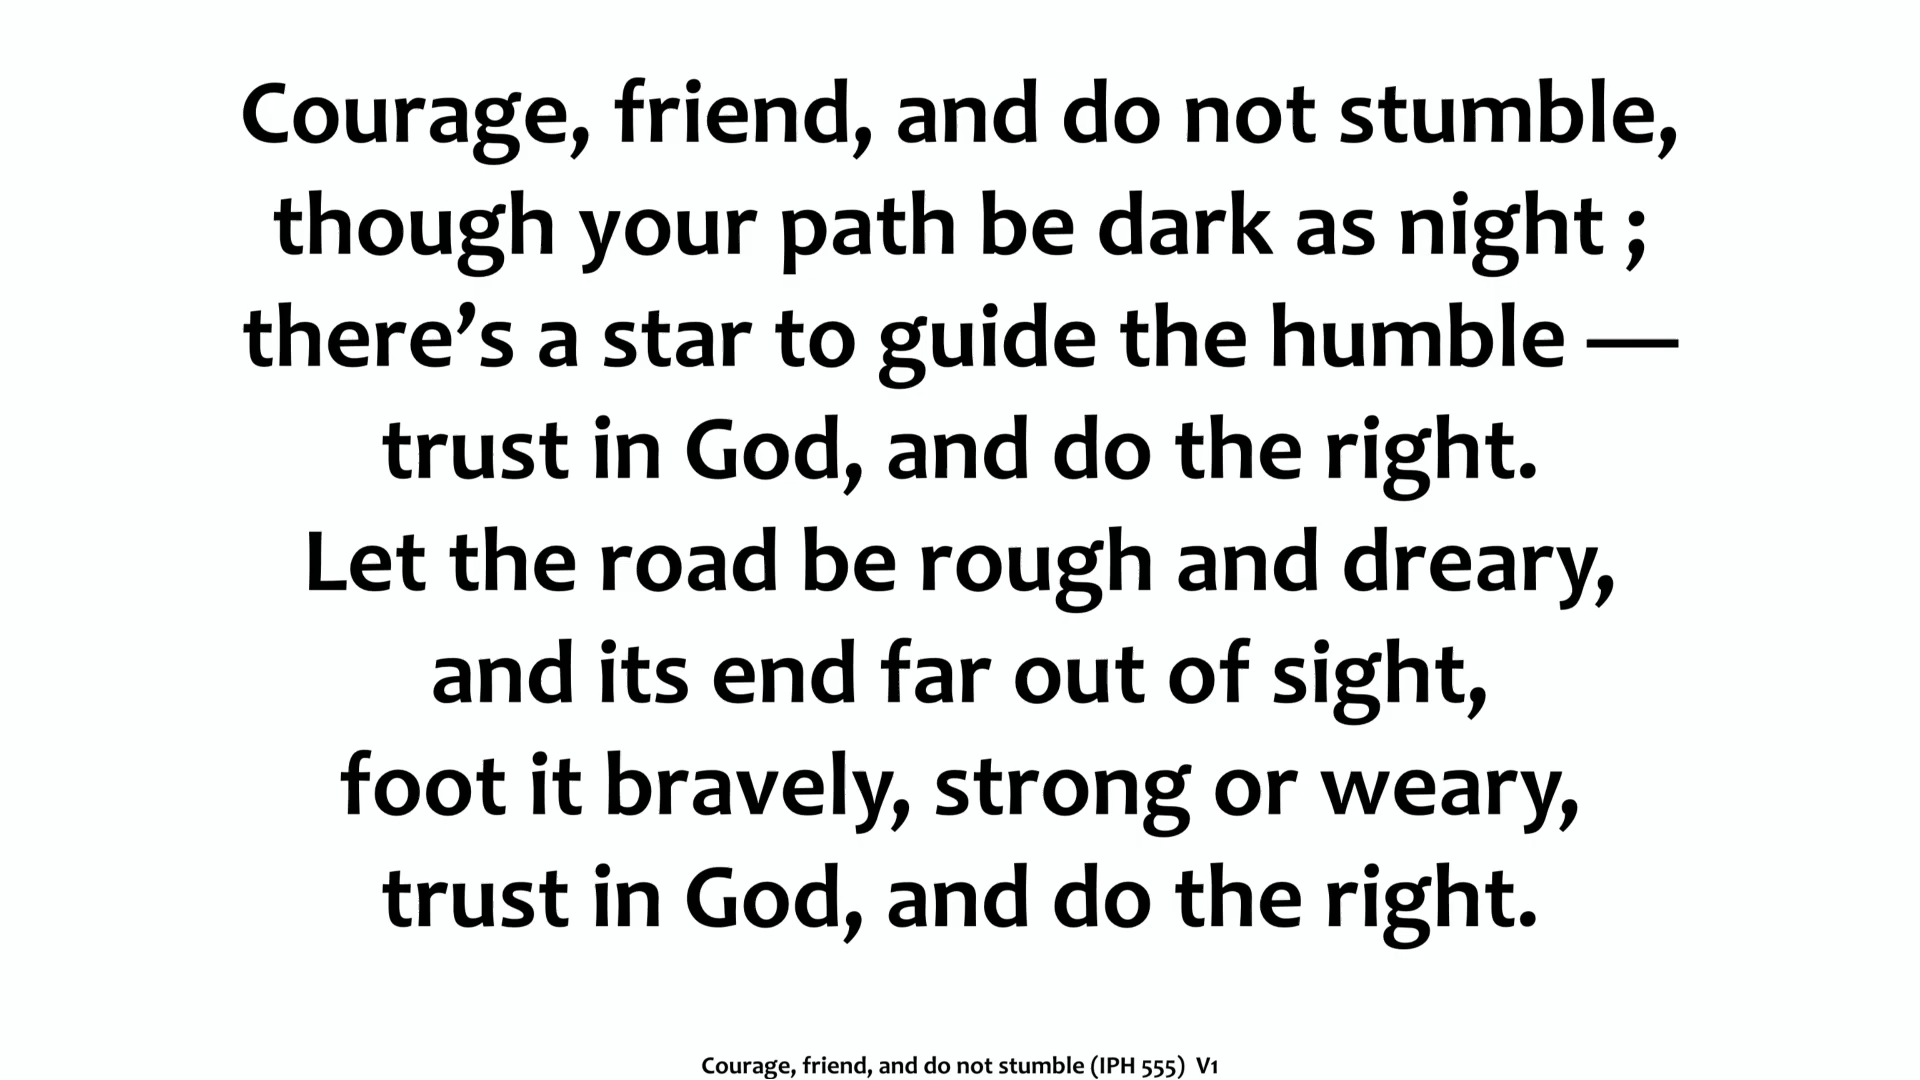 Courage, friend, and do not stumble,
though your path be dark as night ;
there’s a star to guide the humble —
trust in God, and do the right.
Let the road be rough and dreary,
and its end far out of sight,
foot it bravely, strong or weary,
trust in God, and do the right.
Courage, friend, and do not stumble (IPH 555)  V1